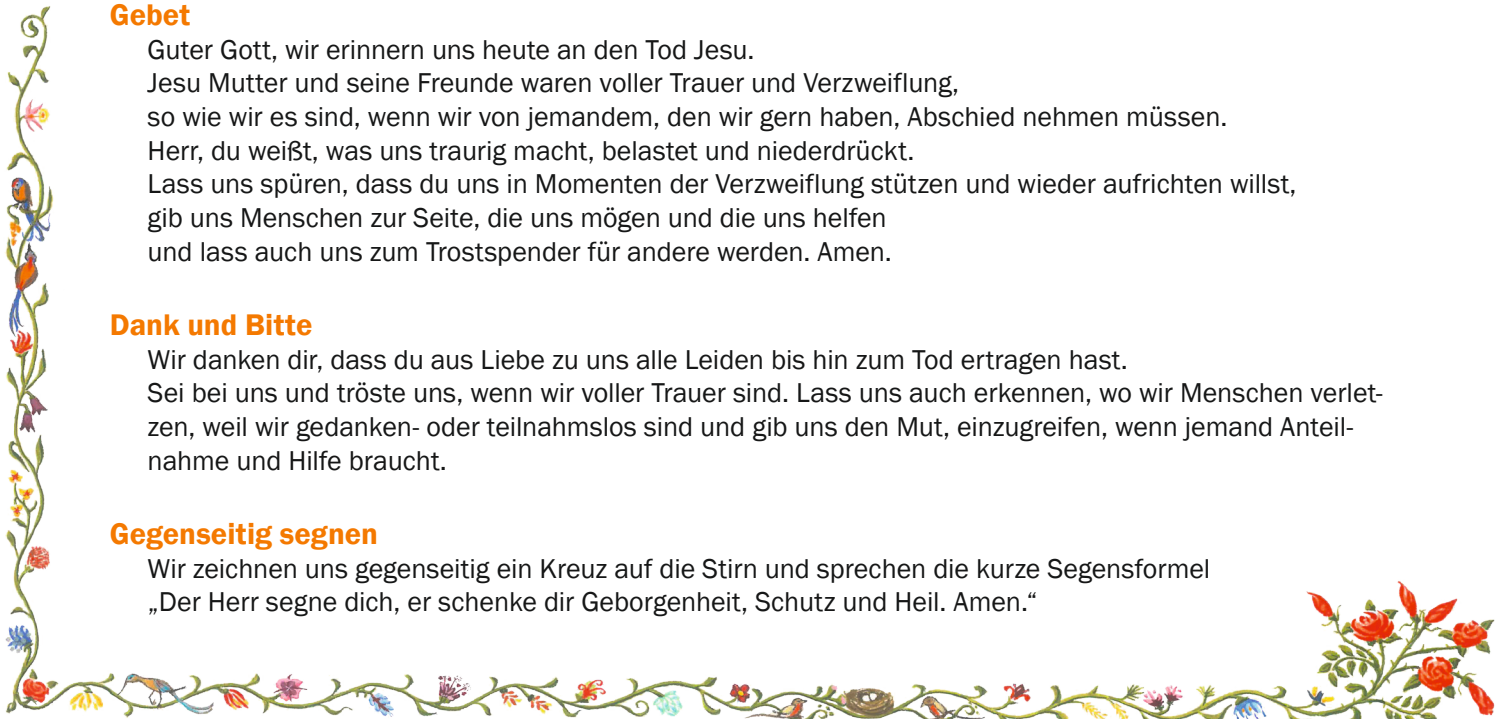 Gebet
Guter Gott, wir erinnern uns heute an den Tod Jesu.
Jesu Mutter und seine Freunde waren voller Trauer und Verzweiflung,
so wie wir es sind, wenn wir von jemandem, den wir gern haben, Abschied nehmen müssen.
Herr, du weißt, was uns traurig macht, belastet und niederdrückt.
Lass uns spüren, dass du uns in Momenten der Verzweiflung stützen und wieder aufrichten willst,
gib uns Menschen zur Seite, die uns mögen und die uns helfen
und lass auch uns zum Trostspender für andere werden. Amen.
Dank und Bitte
Wir danken dir, dass du aus Liebe zu uns alle Leiden bis hin zum Tod ertragen hast.
Sei bei uns und tröste uns, wenn wir voller Trauer sind. Lass uns auch erkennen, wo wir Menschen verlet-
zen, weil wir gedanken- oder teilnahmslos sind und gib uns den Mut, einzugreifen, wenn jemand Anteil-
nahme und Hilfe braucht.
Gegenseitig segnen
Wir zeichnen uns gegenseitig ein Kreuz auf die Stirn und sprechen die kurze Segensformel
„Der Herr segne dich, er schenke dir Geborgenheit, Schutz und Heil. Amen.“